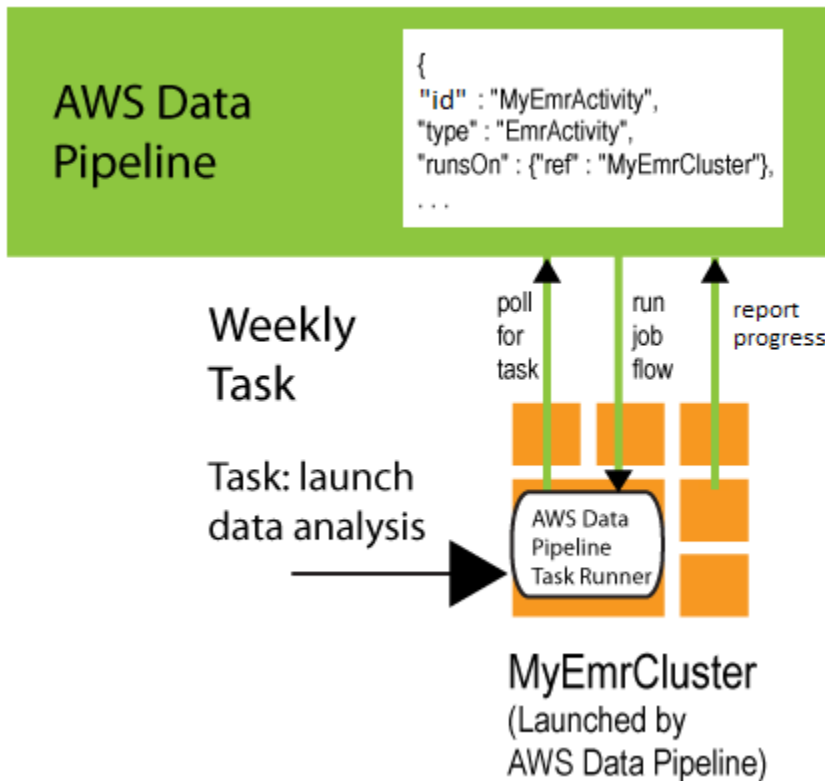 AWS Data
Pipeline
{
"id" : "MyEmrActivity",
"type" : "EmrActivity",
"runsOn" : {"ref" : "MyEmrCluster"},
. . .
Weekly
Task
poll
for
task
run
job
flow
report
progress
Task: launch
data analysis
AWS Data
Pipeline
Task Runner
MyEmrCluster
(Launched by
AWS Data Pipeline)